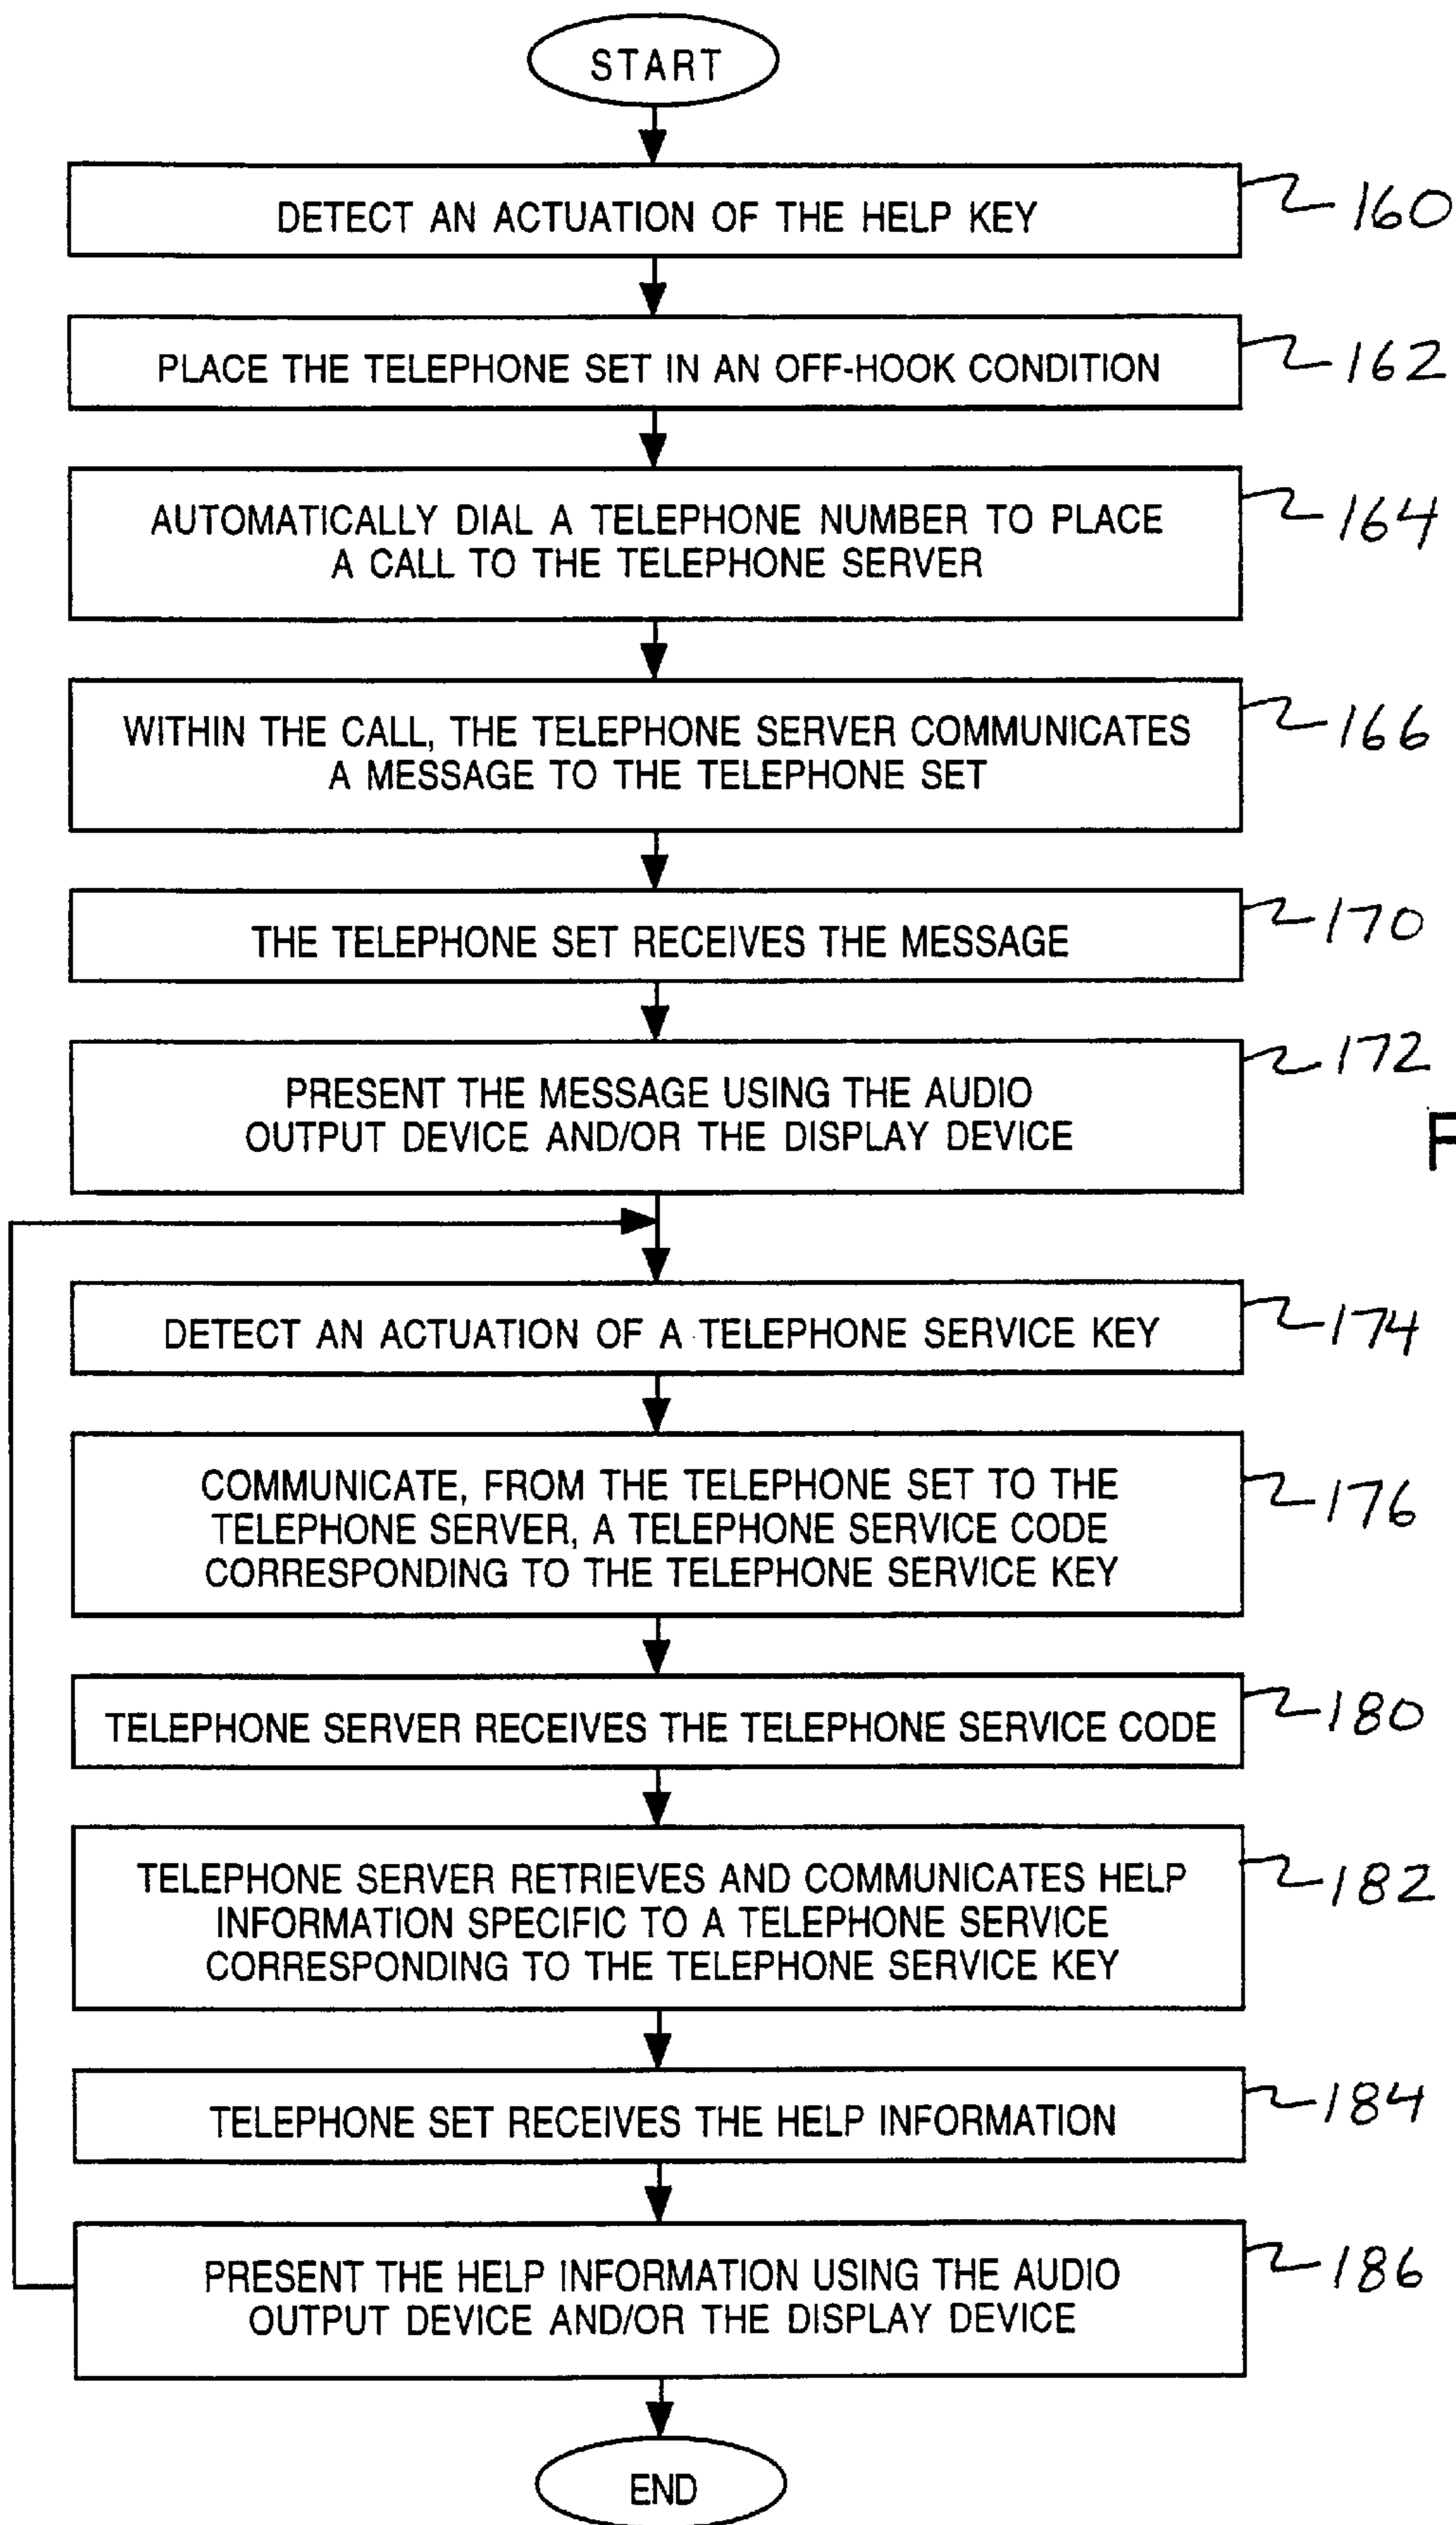 START
DETECT AN ACTUATION OF THE HELP KEY
160
PLACE THE TELEPHONE SET IN AN OFF-HOOK CONDITION
162
AUTOMATICALLY DIAL A TELEPHONE NUMBER TO PLACE
A CALL TO THE TELEPHONE SERVER
164
WITHIN THE CALL, THE TELEPHONE SERVER COMMUNICATES
A MESSAGE TO THE TELEPHONE SET
166
THE TELEPHONE SET RECEIVES THE MESSAGE
170
PRESENT THE MESSAGE USING THE AUDIO
OUTPUT DEVICE AND/OR THE DISPLAY DEVICE
172
F
DETECT AN ACTUATION OF A TELEPHONE SERVICE KEY
174
COMMUNICATE, FROM THE TELEPHONE SET TO THE
TELEPHONE SERVER, A TELEPHONE SERVICE CODE
CORRESPONDING TO THE TELEPHONE SERVICE KEY
176
TELEPHONE SERVER RECEIVES THE TELEPHONE SERVICE CODE
180
TELEPHONE SERVER RETRIEVES AND COMMUNICATES HELP
INFORMATION SPECIFIC TO A TELEPHONE SERVICE
CORRESPONDING TO THE TELEPHONE SERVICE KEY
182
TELEPHONE SET RECEIVES THE HELP INFORMATION
184
PRESENT THE HELP INFORMATION USING THE AUDIO
OUTPUT DEVICE AND/OR THE DISPLAY DEVICE
186
END